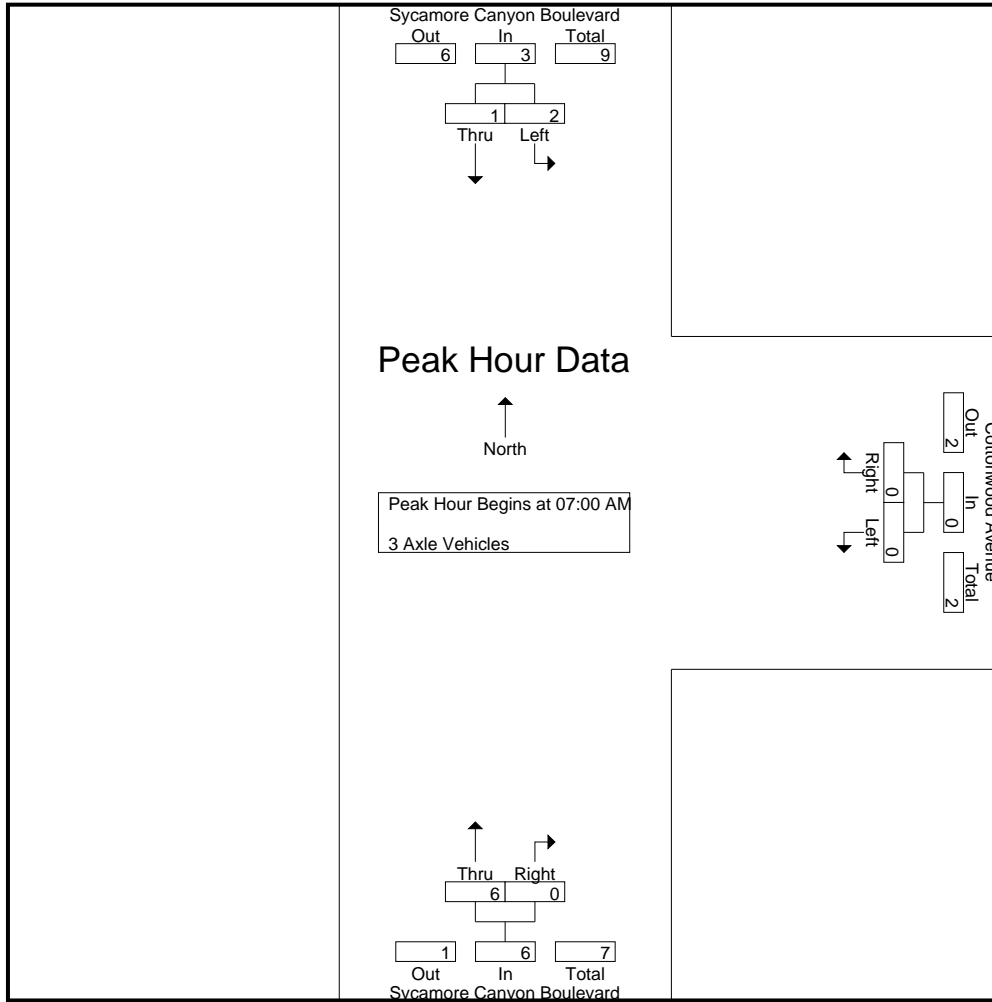 Sycamore Canyon Boulevard
Out In Total
6 3 9
1 2
Thru Left
Peak Hour Data
North
Peak Hour Begins at 07:00 AM
3 Axle Vehicles
Cottonwood Avenue
Out In Total
2 0 2
Right Left
0 0
Thru Right
6 0
1 6 7
Out In Total
Sycamore Canyon Boulevard